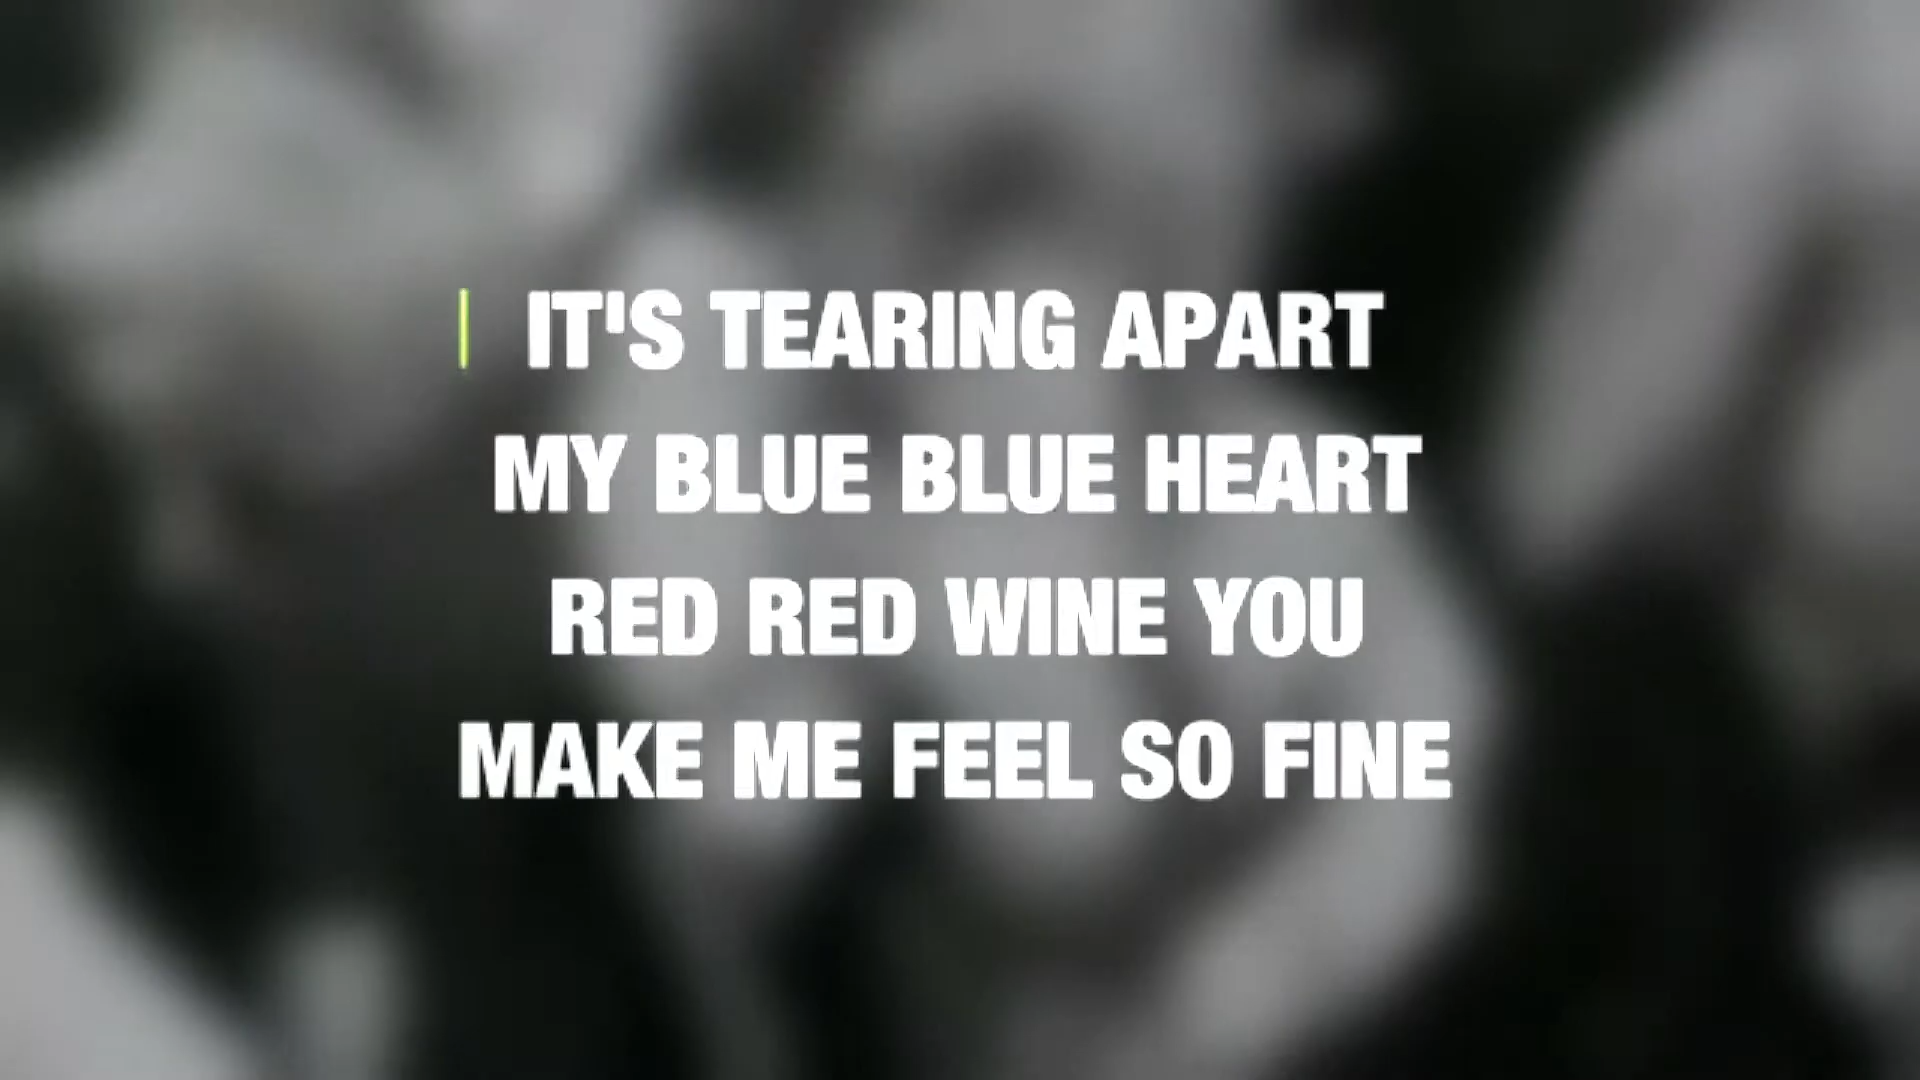 IT'S TEARING APART
MY BLUE BLUE HEART
RED RED WINE YOU
MAKE ME FEEL SO FINE